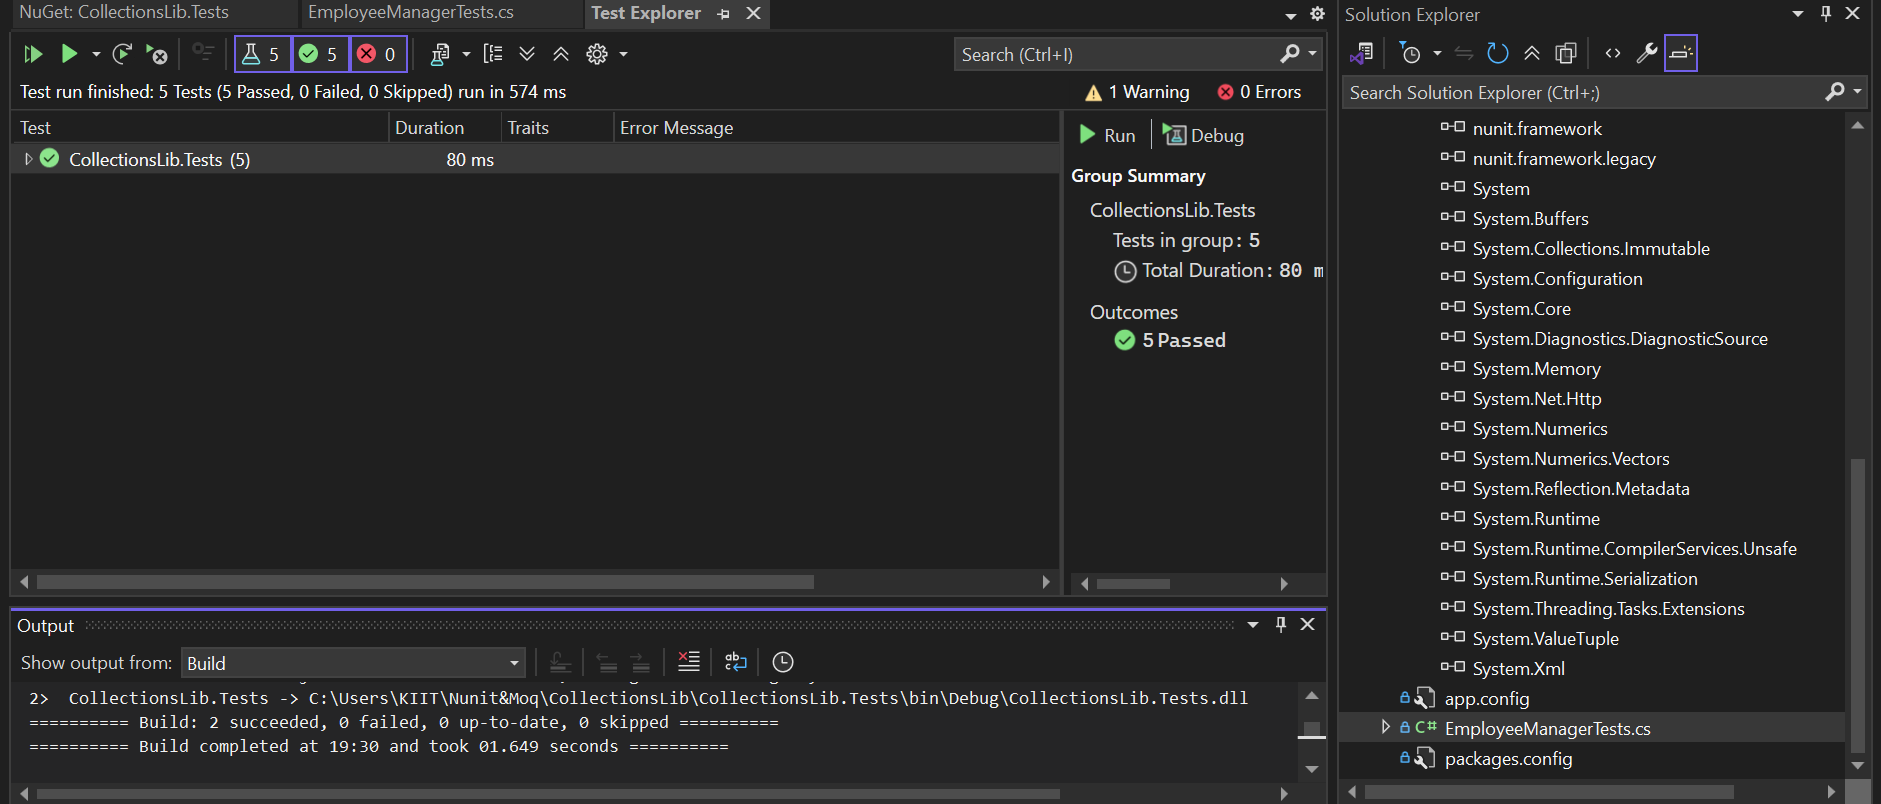 NuGet: CollectionsLib.Tests
EmployeeManagerTests.cs
Test Explorer
5
5
0
Search (Ctrl+I)
Test run finished: 5 Tests (5 Passed, 0 Failed, 0 Skipped) run in 574 ms
1 Warning
0 Errors
Test
Duration
Traits
Error Message
CollectionsLib.Tests (5)
80 ms
Run
Debug
Group Summary
CollectionsLib.Tests
Tests in group: 5
Total Duration: 80 m
Outcomes
5 Passed
Output
Show output from:
Build
2> CollectionsLib.Tests -> C:\Users\KIIT\Nunit&Moq\CollectionsLib\CollectionsLib.Tests\bin\Debug\CollectionsLib.Tests.dll
========== Build: 2 succeeded, 0 failed, 0 up-to-date, 0 skipped ==========
========== Build completed at 19:30 and took 01.649 seconds ==========
Solution Explorer
Search Solution Explorer (Ctrl+;)
nunit.framework
nunit.framework.legacy
System
System.Buffers
System.Collections.Immutable
System.Configuration
System.Core
System.Diagnostics.DiagnosticSource
System.Memory
System.Net.Http
System.Numerics
System.Numerics.Vectors
System.Reflection.Metadata
System.Runtime
System.Runtime.CompilerServices.Unsafe
System.Runtime.Serialization
System.Threading.Tasks.Extensions
System.ValueTuple
System.Xml
app.config
C# EmployeeManagerTests.cs
packages.config